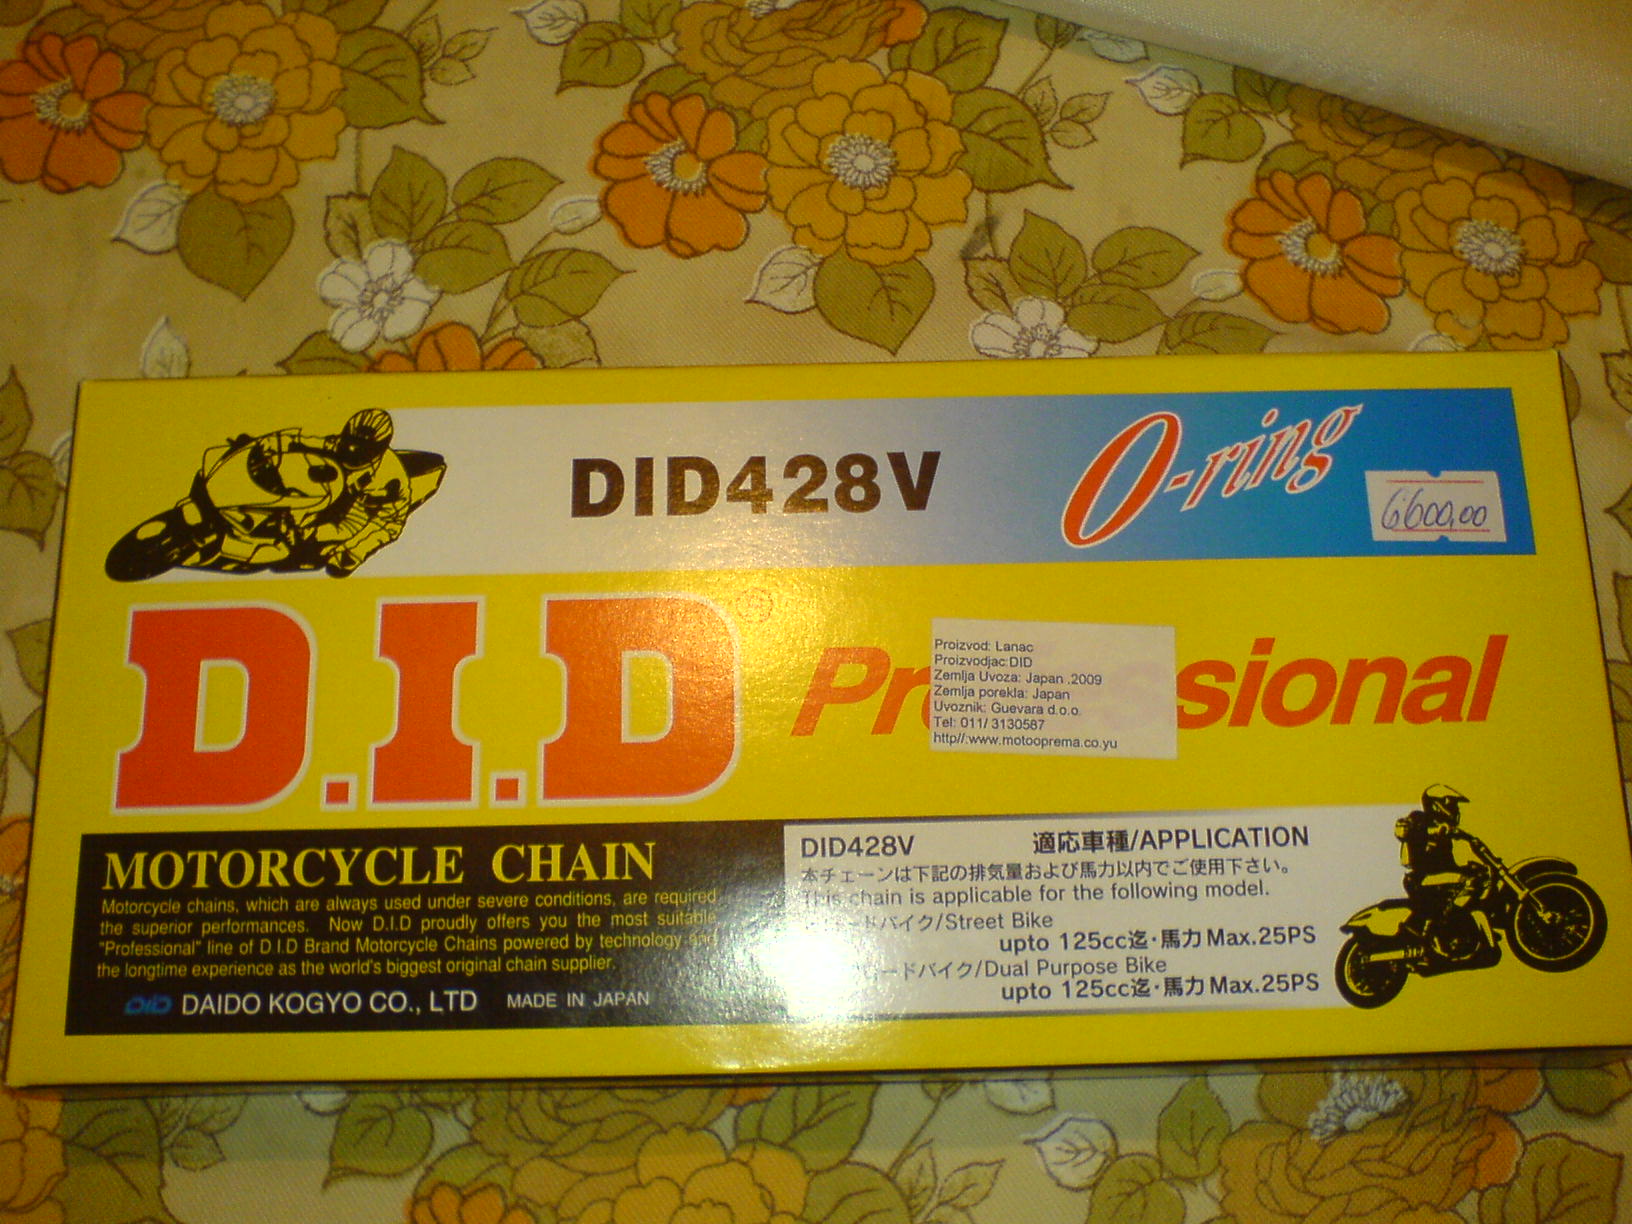 DID428V
O-ring
6600,00
D.I.D®
Professional
Proizvod: Lanac
Proizvodjac:DID
Zemlja Uvoza: Japan .2009
Zemlja porekla: Japan
Uvoznik: Guevara d.o.o.
Tel: 011/ 3130587
http//:www.motooprema.co.yu
MOTORCYCLE CHAIN
Motorcycle chains, which are always used under severe conditions, are required
the superior performances. Now D.I.D proudly offers you the most suitable
"Professional" line of D.I.D Brand Motorcycle Chains powered by technology and
the longtime experience as the world's biggest original chain supplier.
DID DAIDO KOGYO CO., LTD MADE IN JAPAN
DID428V 適応車種/APPLICATION
本チェーンは下記の排気量および馬力以内でご使用下さい。
This chain is applicable for the following model.
ードバイク/Street Bike
upto 125cc迄・馬力Max.25PS
ードバイク/Dual Purpose Bike
upto 125cc迄・馬力Max.25PS